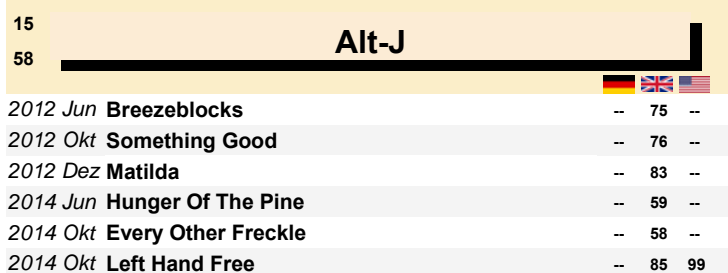 15
Alt-J
58
2012 Jun Breezeblocks -- 75 --
2012 Okt Something Good -- 76 --
2012 Dez Matilda -- 83 --
2014 Jun Hunger Of The Pine -- 59 --
2014 Okt Every Other Freckle -- 58 --
2014 Okt Left Hand Free -- 85 99